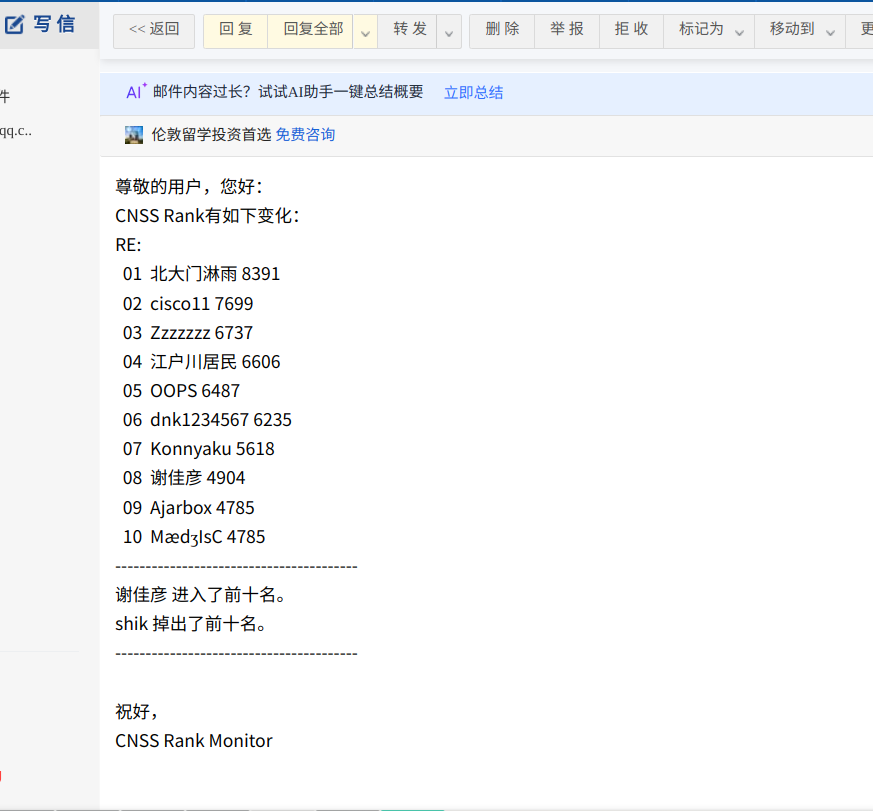 写 信
<< 返回
回 复
回复全部
转 发
删 除
举 报
拒 收
标记为
移动到
更
件
qq.c..
AI+ 邮件内容过长？试试AI助手一键总结概要 立即总结
伦敦留学投资首选 免费咨询
尊敬的用户，您好：
CNSS Rank有如下变化：
RE:
01 北大门淋雨 8391
02 cisco11 7699
03 Zzzzzzz 6737
04 江户川居民 6606
05 OOPS 6487
06 dnk1234567 6235
07 Konnyaku 5618
08 谢佳彦 4904
09 Ajarbox 4785
10 MædʒIsC 4785
----------------------------------------
谢佳彦 进入了前十名。
shik 掉出了前十名。
----------------------------------------
祝好，
CNSS Rank Monitor